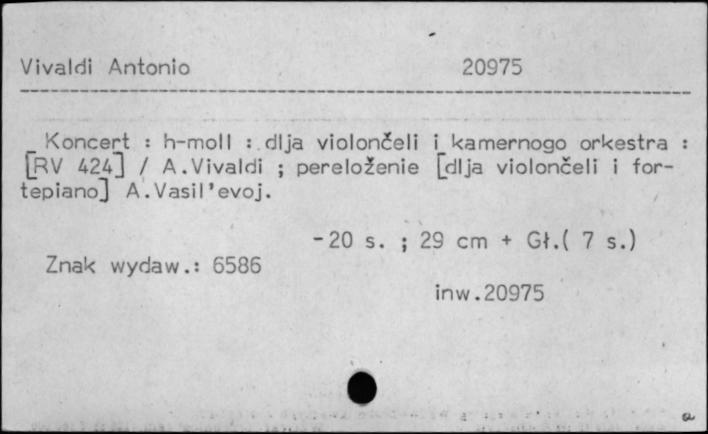 Vivaldi Antonio 20975
Koncert : h-moll : dlja violončeli i kamernogo orkestra :
[RV 424] / A.Vivaldi ; pereloženie [dlja violončeli i for-
tepiano] A.Vasil'evoj.
-20 s. ; 29 cm + Gł.( 7 s.)
Znak wydaw.: 6586
inw.20975
a